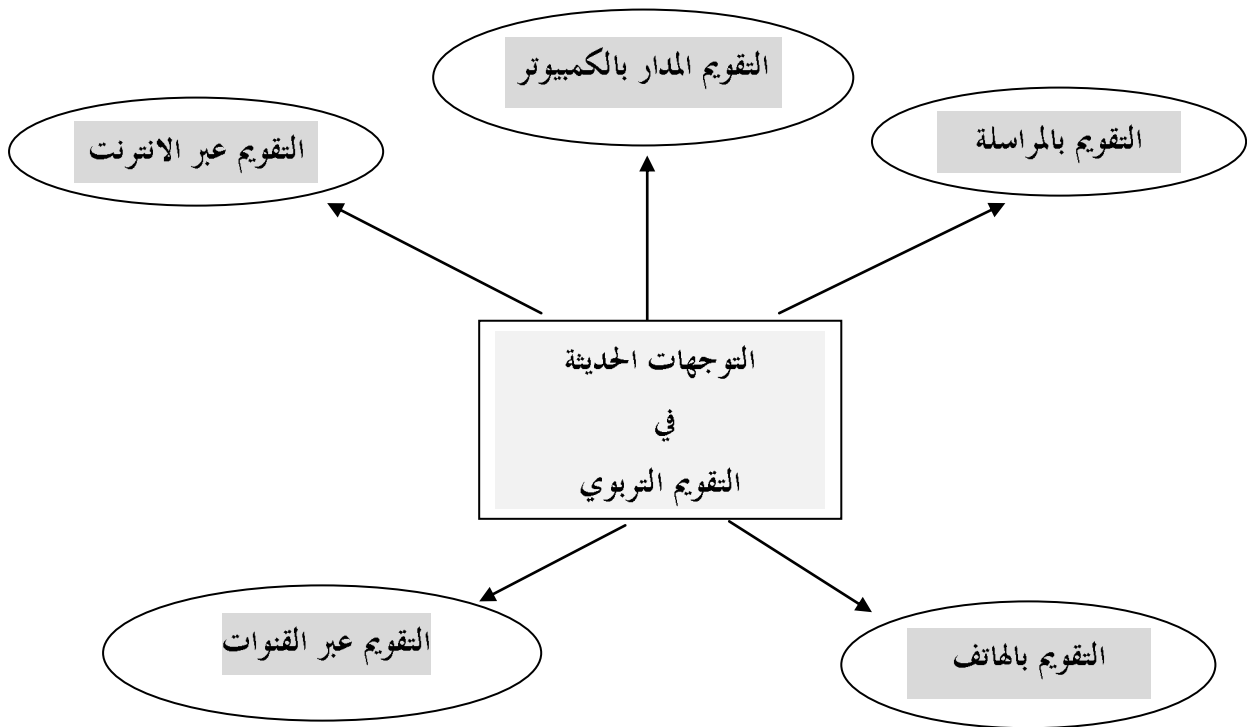 التقويم المدار بالكمبيوتر
التقويم بالمراسلة
التقويم عبر الانترنت
التوجهات الحديثة
في
التقويم التربوي
التقويم عبر القنوات
التقويم بالهاتف